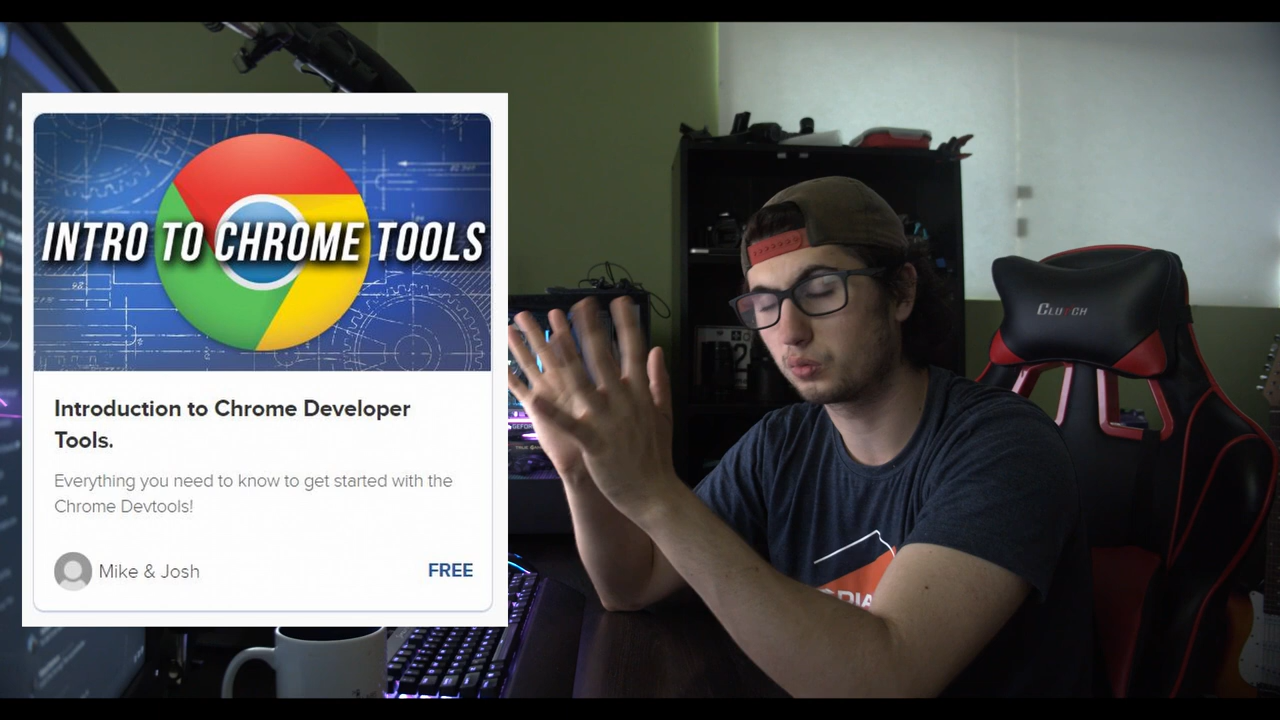 INTRO TO CHROME TOOLS
Introduction to Chrome Developer
Tools.
Everything you need to know to get started with the
Chrome Devtools!
Mike & Josh
FREE
CLUTCH